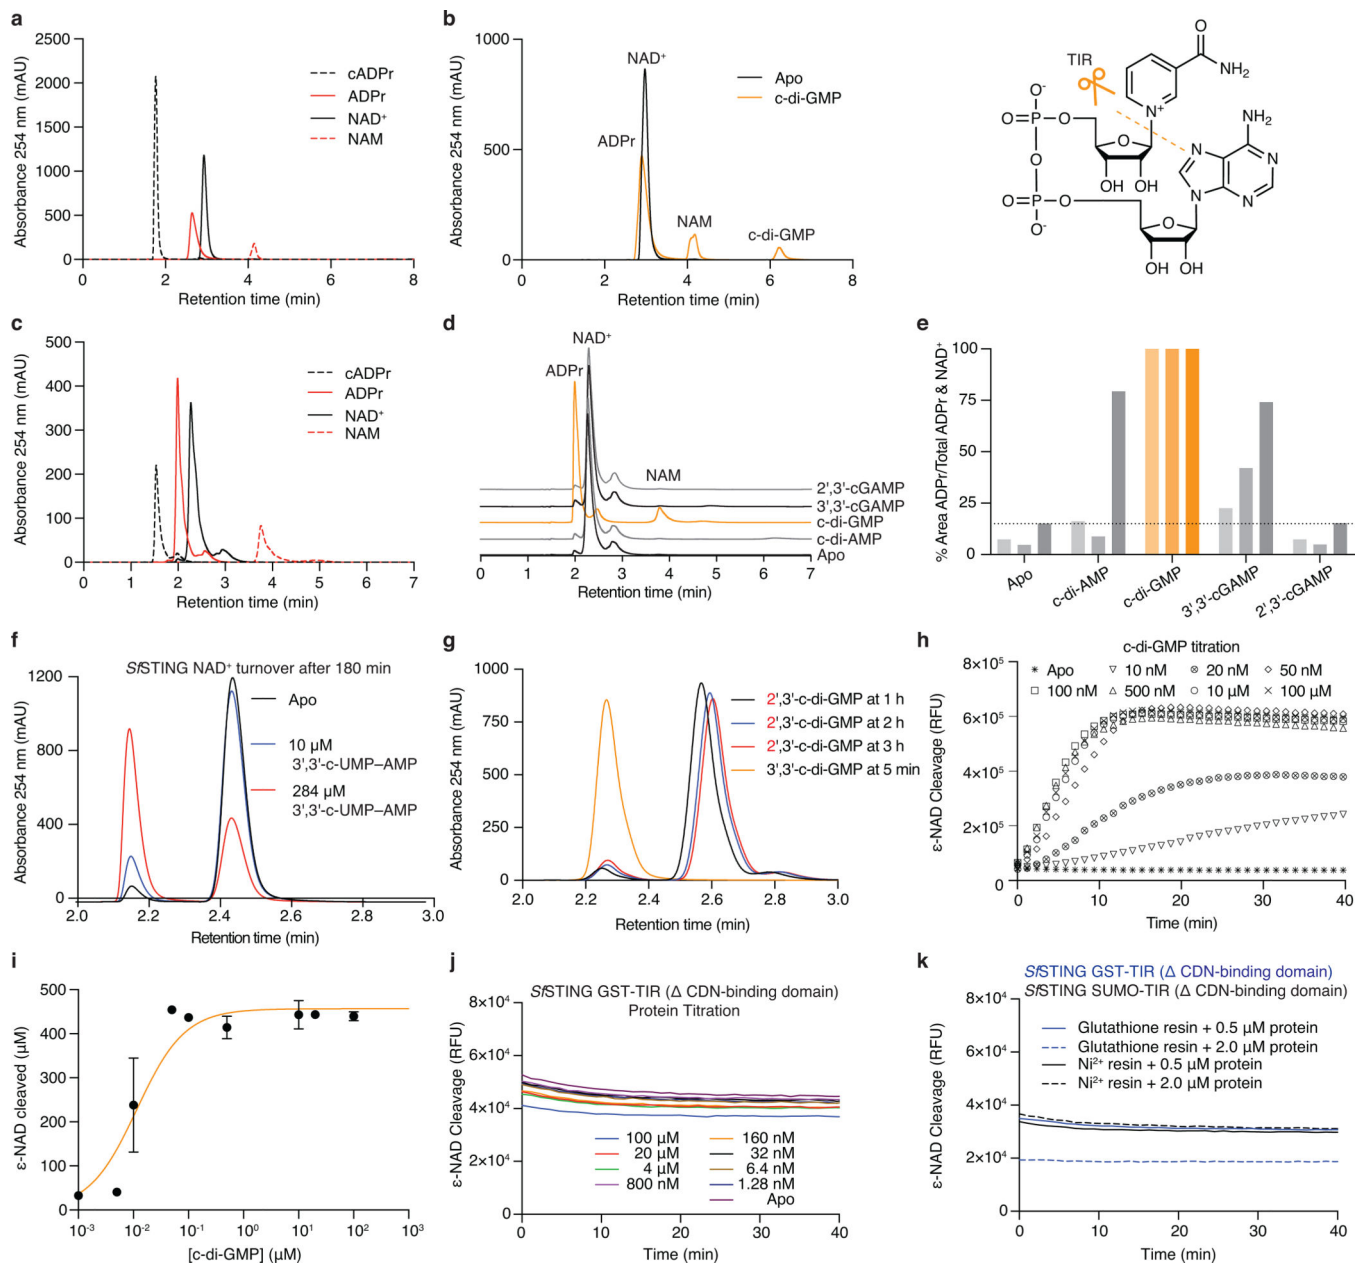 a
2500
2000
1500
1000
500
0
0
2
4
6
8
Absorbance 254 nm (mAU)
Retention time (min)
cADPr
ADPr
NAD⁺
NAM
b
1000
500
0
0
2
4
6
8
Absorbance 254 nm (mAU)
Retention time (min)
NAD⁺
ADPr
NAM
c-di-GMP
Apo
c-di-GMP
TIR
O
NH₂
N⁺
O⁻
O=P
O
O
O=P
O⁻
O
O
O
OH OH
NH₂
N
N
N
N
O
OH OH
c
500
400
300
200
100
0
0
1
2
3
4
5
6
7
Absorbance 254 nm (mAU)
Retention time (min)
cADPr
ADPr
NAD⁺
NAM
d
NAD⁺
ADPr
NAM
2',3'-cGAMP
3',3'-cGAMP
c-di-GMP
c-di-AMP
Apo
0
1
2
3
4
5
6
7
Retention time (min)
e
100
75
50
25
0
% Area ADPr/Total ADPr & NAD⁺
Apo
c-di-AMP
c-di-GMP
3',3'-cGAMP
2',3'-cGAMP
f
SfSTING NAD⁺ turnover after 180 min
1200
800
400
0
2.0
2.2
2.4
2.6
2.8
3.0
Absorbance 254 nm (mAU)
Retention time (min)
Apo
10 µM
3',3'-c-UMP–AMP
284 µM
3',3'-c-UMP–AMP
g
1000
750
500
250
0
2.0
2.2
2.4
2.6
2.8
3.0
Absorbance 254 nm (mAU)
Retention time (min)
2',3'-c-di-GMP at 1 h
2',3'-c-di-GMP at 2 h
2',3'-c-di-GMP at 3 h
3',3'-c-di-GMP at 5 min
h
c-di-GMP titration
Apo 10 nM 20 nM 50 nM
100 nM 500 nM 10 µM 100 µM
8×10⁵
6×10⁵
4×10⁵
2×10⁵
0
0
10
20
30
40
ε-NAD Cleavage (RFU)
Time (min)
i
500
400
300
200
100
0
10⁻³
10⁻²
10⁻¹
10⁰
10¹
10²
10³
ε-NAD cleaved (µM)
[c-di-GMP] (µM)
j
SfSTING GST-TIR (Δ CDN-binding domain)
Protein Titration
8×10⁴
6×10⁴
4×10⁴
2×10⁴
0
0
10
20
30
40
ε-NAD Cleavage (RFU)
Time (min)
100 µM
20 µM
4 µM
800 nM
160 nM
32 nM
6.4 nM
1.28 nM
Apo
k
SfSTING GST-TIR (Δ CDN-binding domain)
SfSTING SUMO-TIR (Δ CDN-binding domain)
8×10⁴
6×10⁴
4×10⁴
2×10⁴
0
0
10
20
30
40
ε-NAD Cleavage (RFU)
Time (min)
Glutathione resin + 0.5 µM protein
Glutathione resin + 2.0 µM protein
Ni²⁺ resin + 0.5 µM protein
Ni²⁺ resin + 2.0 µM protein